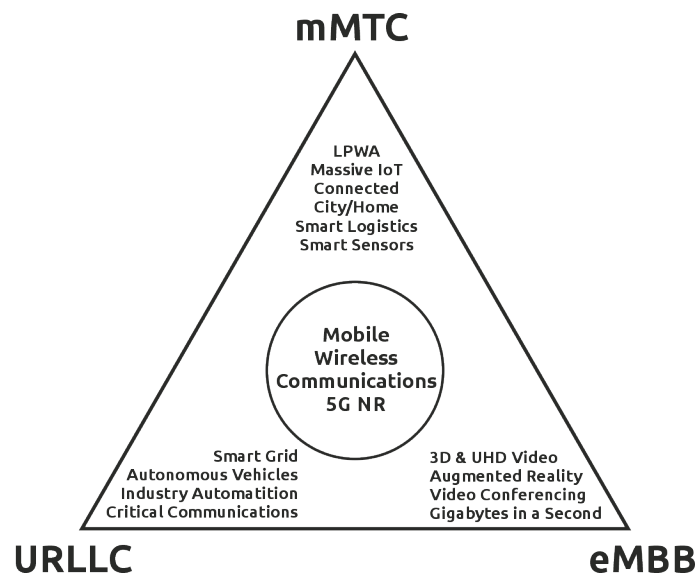 mMTC
LPWA
Massive IoT
Connected
City/Home
Smart Logistics
Smart Sensors
Mobile
Wireless
Communications
5G NR
Smart Grid
Autonomous Vehicles
Industry Automatition
Critical Communications
3D & UHD Video
Augmented Reality
Video Conferencing
Gigabytes in a Second
URLLC
eMBB